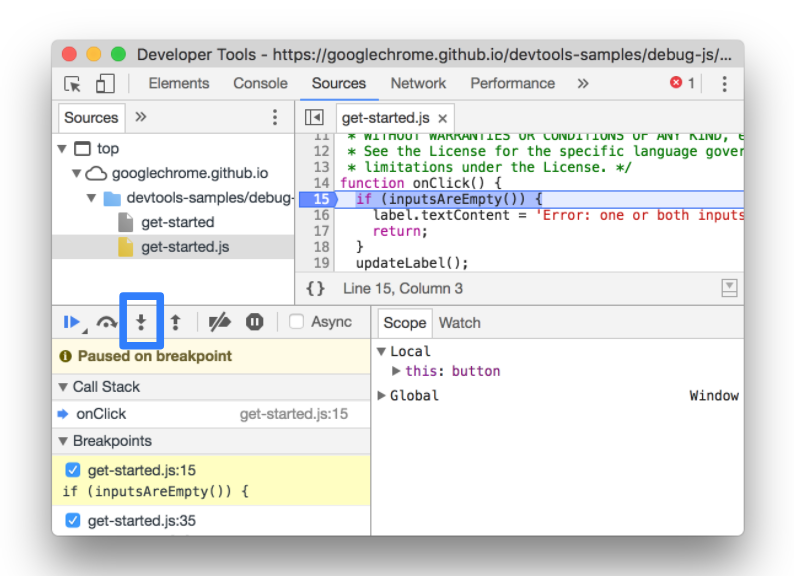 Developer Tools - https://googlechrome.github.io/devtools-samples/debug-js/...
Elements Console Sources Network Performance » 1
Sources »
get-started.js ×
top
googlechrome.github.io
devtools-samples/debug-
get-started
get-started.js
11 * WITHOUT WARRANTIES OR CONDITIONS OF ANY KIND, e
12 * See the License for the specific language gover
13 * limitations under the License. */
14 function onClick() {
15 if (inputsAreEmpty()) {
16 label.textContent = 'Error: one or both inputs
17 return;
18 }
19 updateLabel();
{} Line 15, Column 3
Async
Paused on breakpoint
Call Stack
onClick get-started.js:15
Breakpoints
get-started.js:15
if (inputsAreEmpty()) {
get-started.js:35
Scope Watch
Local
this: button
Global Window